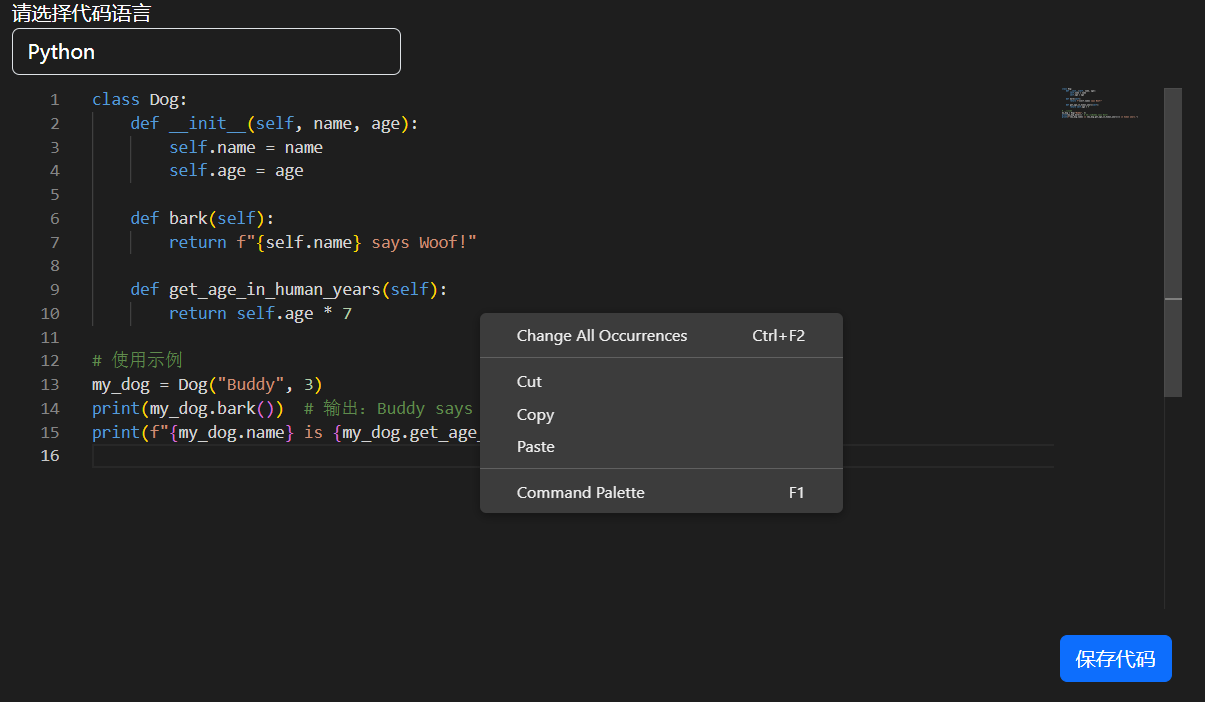 请选择代码语言
Python
1 class Dog:
2 def __init__(self, name, age):
3 self.name = name
4 self.age = age
5
6 def bark(self):
7 return f"{self.name} says Woof!"
8
9 def get_age_in_human_years(self):
10 return self.age * 7
11
12 # 使用示例
13 my_dog = Dog("Buddy", 3)
14 print(my_dog.bark()) # 输出: Buddy says
15 print(f"{my_dog.name} is {my_dog.get_age_
16
Change All Occurrences Ctrl+F2
Cut
Copy
Paste
Command Palette F1
保存代码